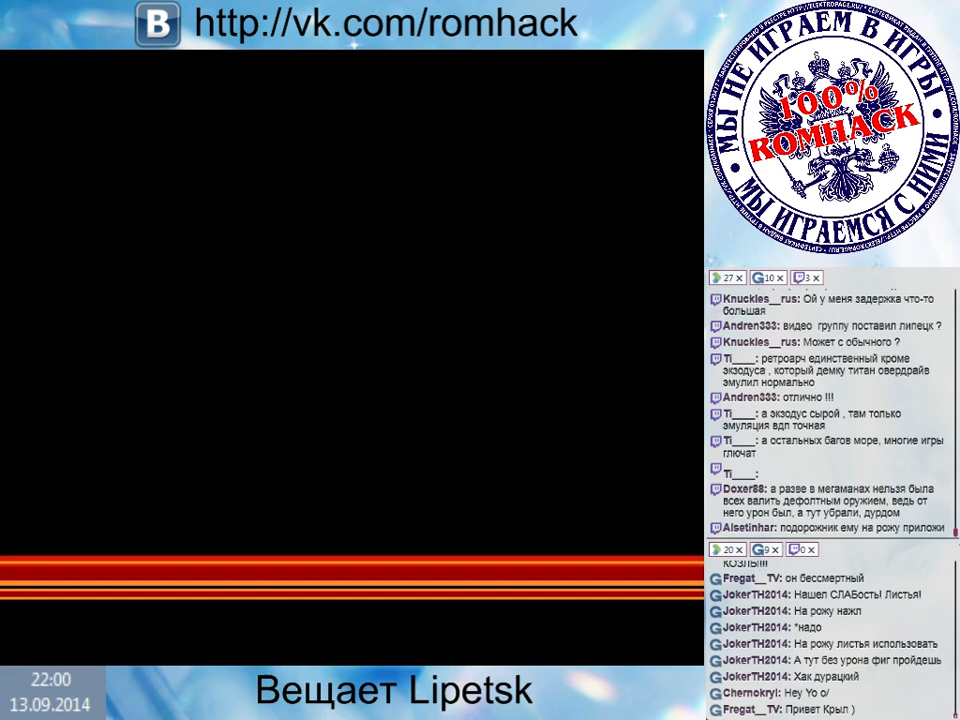 В http://vk.com/romhack
МЫ НЕ ИГРАЕМ В ИГРЫ
100%
ROMHACK
МЫ ИГРАЕМСЯ С НИМИ
27 x G10 x 3 x
Knuckles__rus: Ой у меня задержка что-то
большая
Andren333: видео группу поставил липецк ?
Knuckles__rus: Может с обычного ?
Ti____: ретроарч единственный кроме
экзодуса , который демку титан овердрайв
эмулил нормально
Andren333: отлично !!!
Ti____: а экзодус сырой , там только
эмуляция вдп точная
Ti____: а остальных багов море, многие игры
глючат
Ti____:
Doxer88: а разве в мегаманах нельзя была
всех валить дефолтным оружием, ведь от
него урон был, а тут убрали, дурдом
Alsetinhar: подорожник ему на рожу приложи
20 x G9 x 0 x
КОЗЛЫ!!!
Fregat__TV: он бессмертный
JokerTH2014: Нашел СЛАБость! Листья!
JokerTH2014: На рожу нажл
JokerTH2014: *надо
JokerTH2014: На рожу листья использовать
JokerTH2014: А тут без урона фиг пройдешь
JokerTH2014: Хак дурацкий
Chernokryl: Hey Yo o/
Fregat__TV: Привет Крыл )
22:00
13.09.2014
Вещает Lipetsk